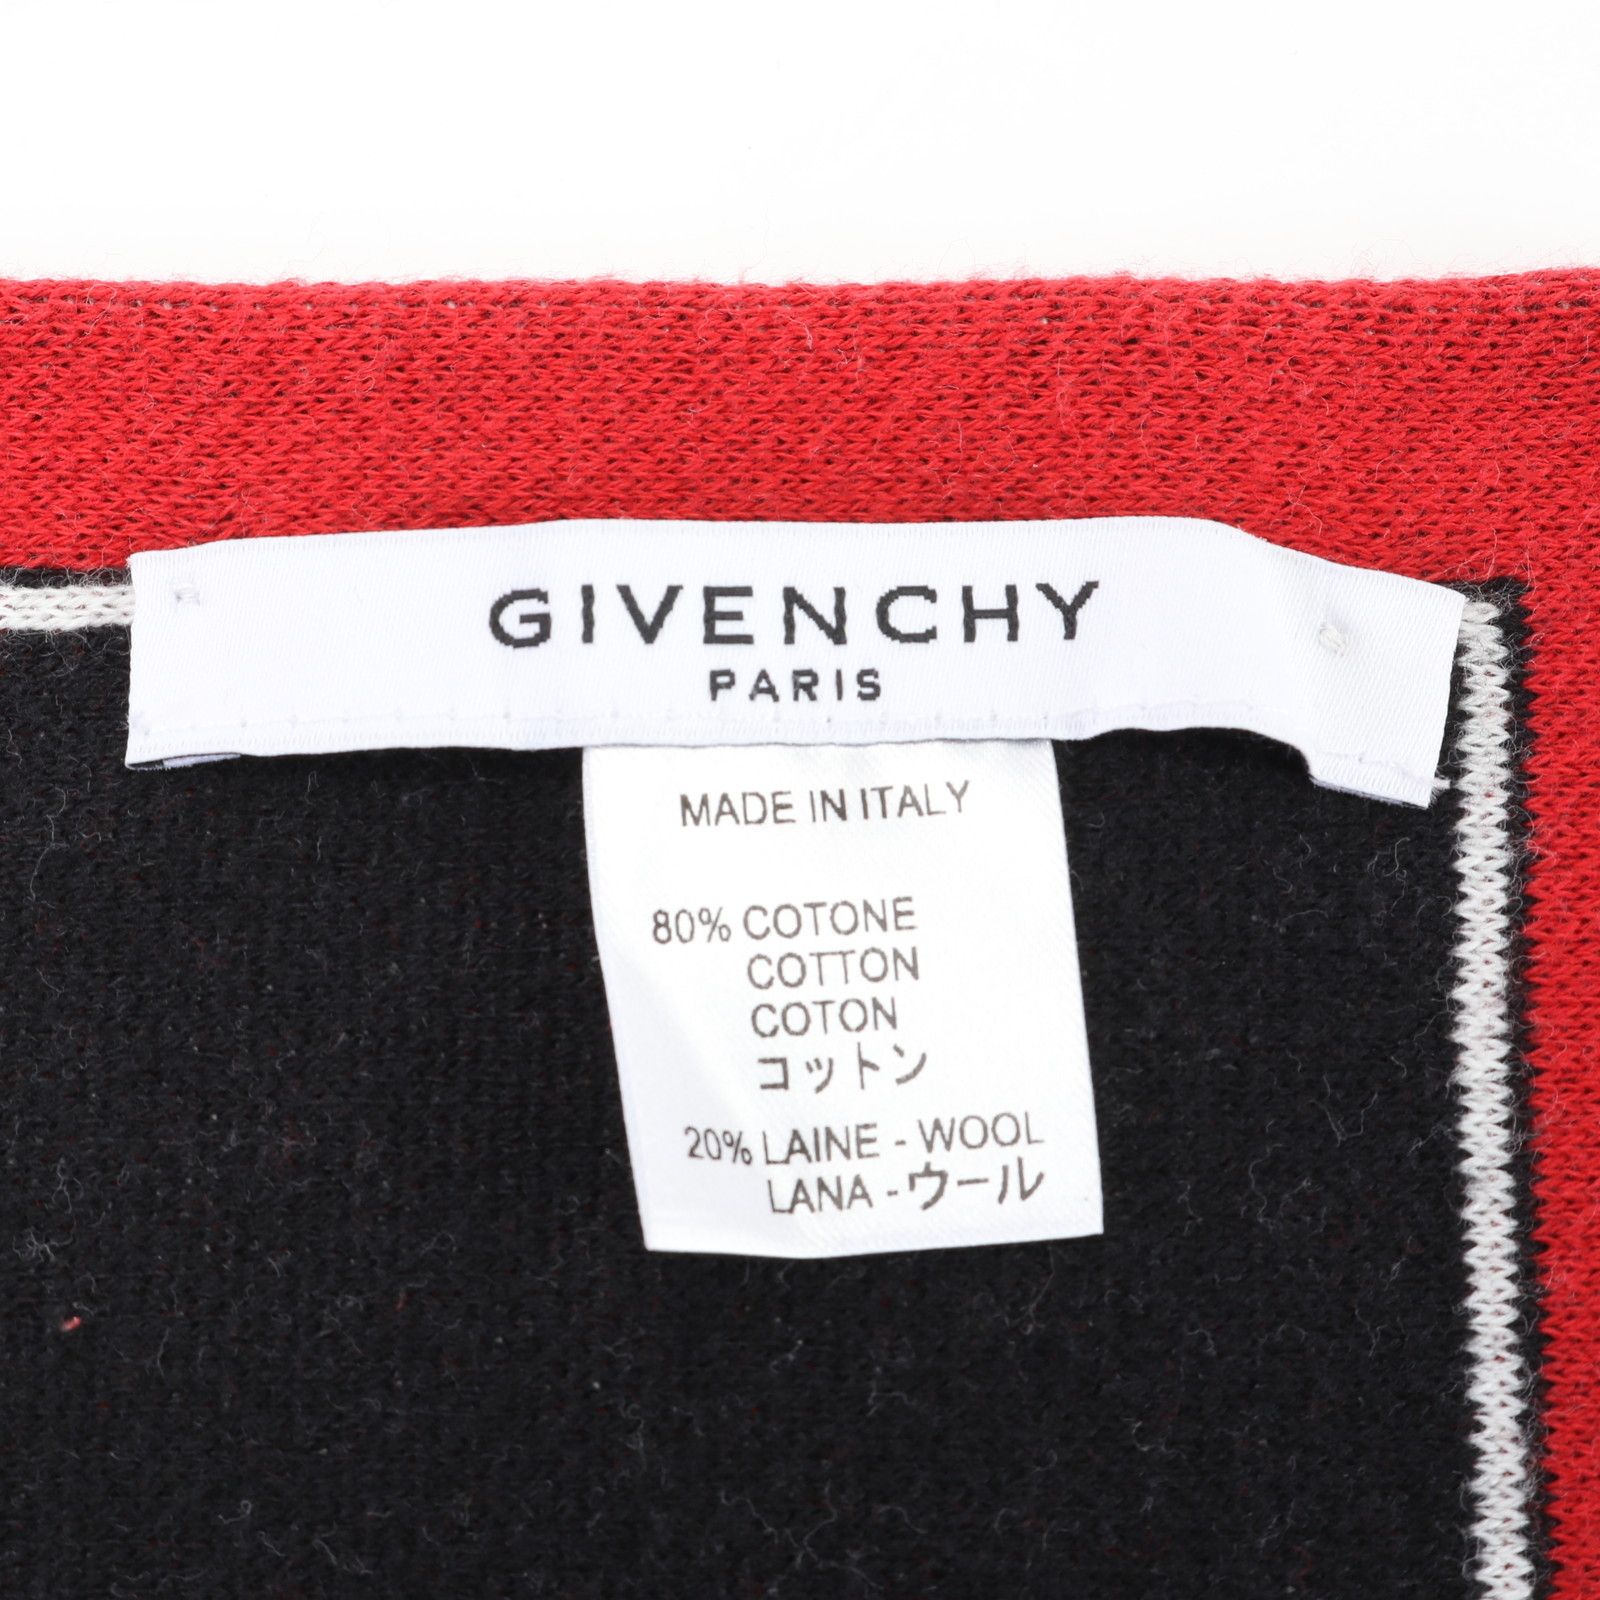 GIVENCHY
PARIS
MADE IN ITALY
80% COTONE
COTTON
COTON
コットン
20% LAINE - WOOL
LANA - ウール